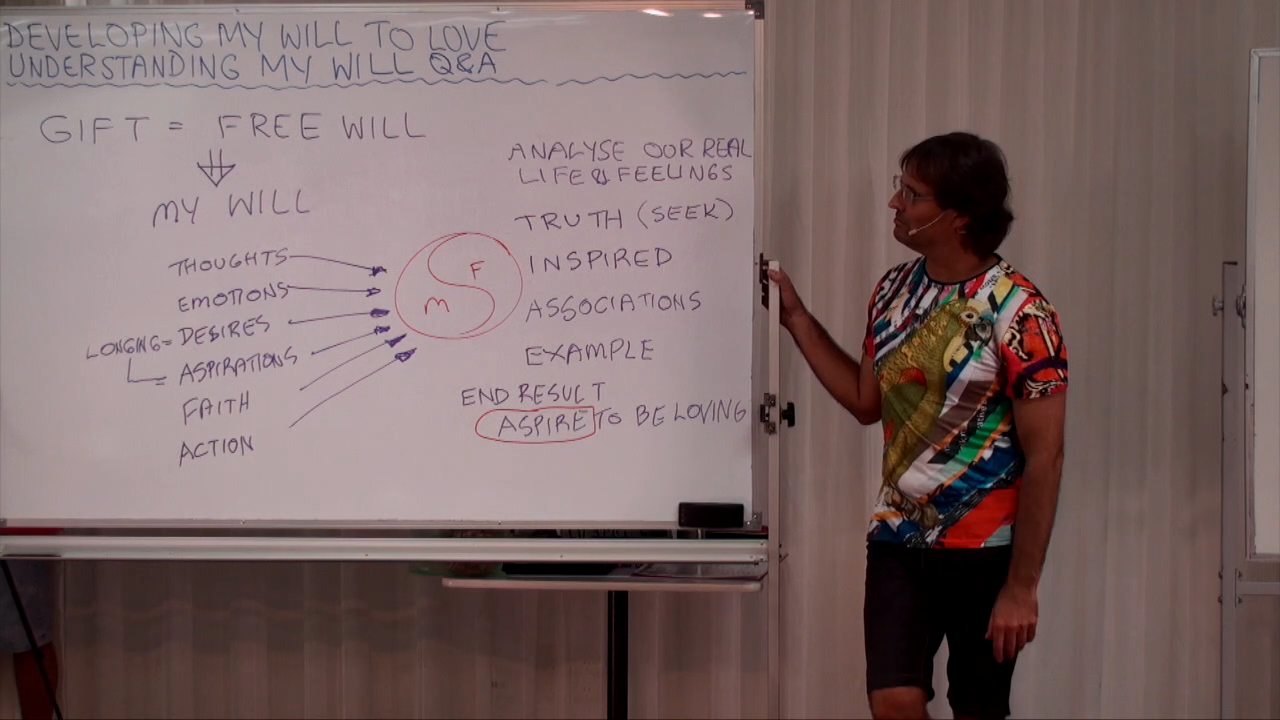 DEVELOPING MY WILL TO LOVE
UNDERSTANDING MY WILL Q&A
GIFT = FREE WILL
MY WILL
THOUGHTS
EMOTIONS
LONGING = DESIRES
= ASPIRATIONS
FAITH
ACTION
F
M
ANALYSE OUR REAL
LIFE & FEELINGS
TRUTH (SEEK)
INSPIRED
ASSOCIATIONS
EXAMPLE
END RESULT
ASPIRE TO BE LOVING